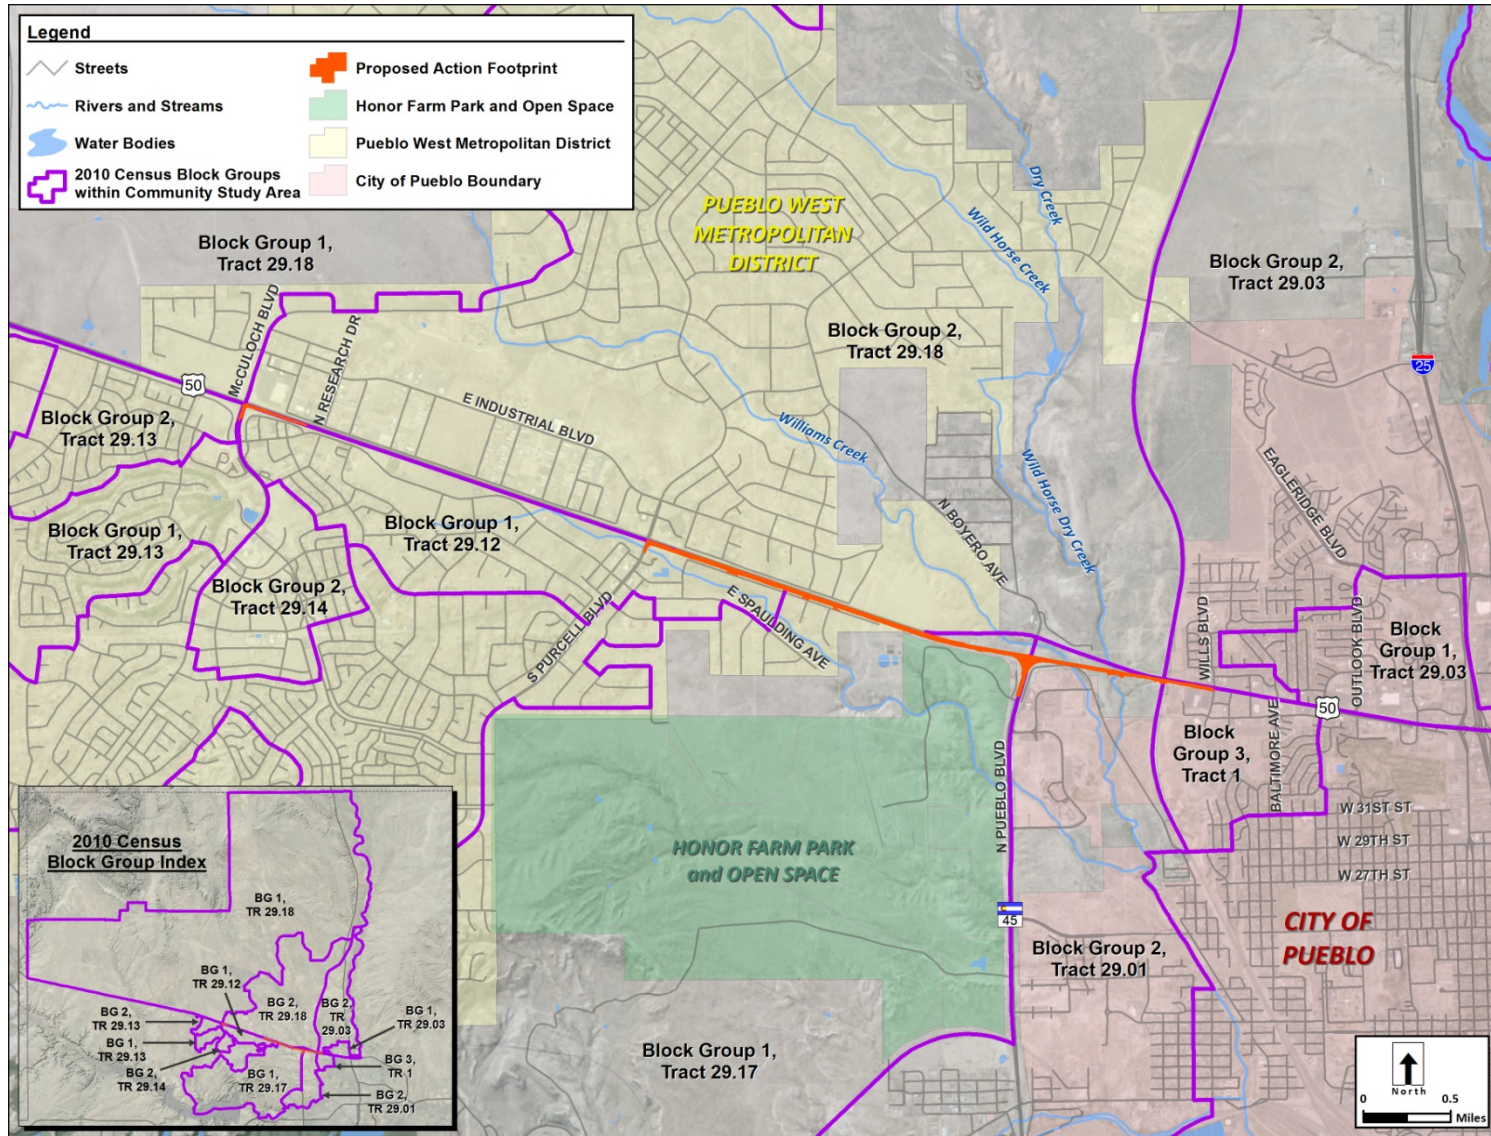 Legend
Streets
Rivers and Streams
Water Bodies
2010 Census Block Groups
within Community Study Area
Proposed Action Footprint
Honor Farm Park and Open Space
Pueblo West Metropolitan District
City of Pueblo Boundary
PUEBLO WEST
METROPOLITAN
DISTRICT
Dry Creek
Wild Horse Creek
Block Group 1,
Tract 29.18
Block Group 2,
Tract 29.03
Block Group 2,
Tract 29.18
McCULLOCH BLVD
N RESEARCH DR
50
25
E INDUSTRIAL BLVD
Block Group 2,
Tract 29.13
Williams Creek
Wild Horse Dry Creek
EAGLERIDGE BLVD
N BOYERO AVE
Block Group 1,
Tract 29.13
Block Group 1,
Tract 29.12
Block Group 2,
Tract 29.14
S PURCELL BLVD
E SPAULDING AVE
WILLS BLVD
OUTLOOK BLVD
Block
Group 1,
Tract 29.03
50
BALTIMORE AVE
Block
Group 3,
Tract 1
N PUEBLO BLVD
W 31ST ST
W 29TH ST
W 27TH ST
HONOR FARM PARK
and OPEN SPACE
45
CITY OF
PUEBLO
Block Group 2,
Tract 29.01
Block Group 1,
Tract 29.17
2010 Census
Block Group Index
BG 1,
TR 29.18
BG 1,
TR 29.12
BG 2,
TR 29.18
BG 2,
TR
29.03
BG 1,
TR 29.03
BG 2,
TR 29.13
BG 1,
TR 29.13
BG 2,
TR 29.14
BG 1,
TR 29.17
BG 3,
TR 1
BG 2,
TR 29.01
North
0 0.5
Miles